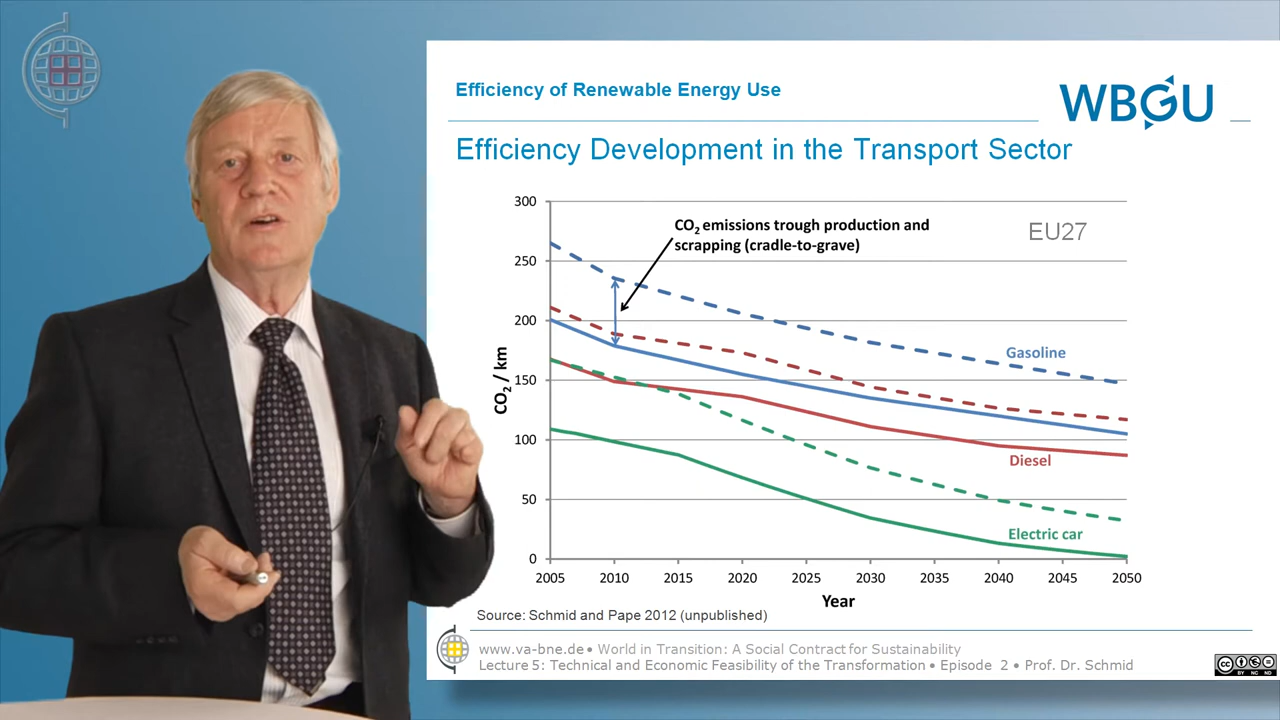 Efficiency of Renewable Energy Use
WBGU
Efficiency Development in the Transport Sector
CO2 emissions trough production and
scrapping (cradle-to-grave)
EU27
300
250
200
150
100
50
0
CO2 / km
Gasoline
Diesel
Electric car
2005 2010 2015 2020 2025 2030 2035 2040 2045 2050
Year
Source: Schmid and Pape 2012 (unpublished)
www.va-bne.de • World in Transition: A Social Contract for Sustainability
Lecture 5: Technical and Economic Feasibility of the Transformation • Episode 2 • Prof. Dr. Schmid
cc
BY NC ND